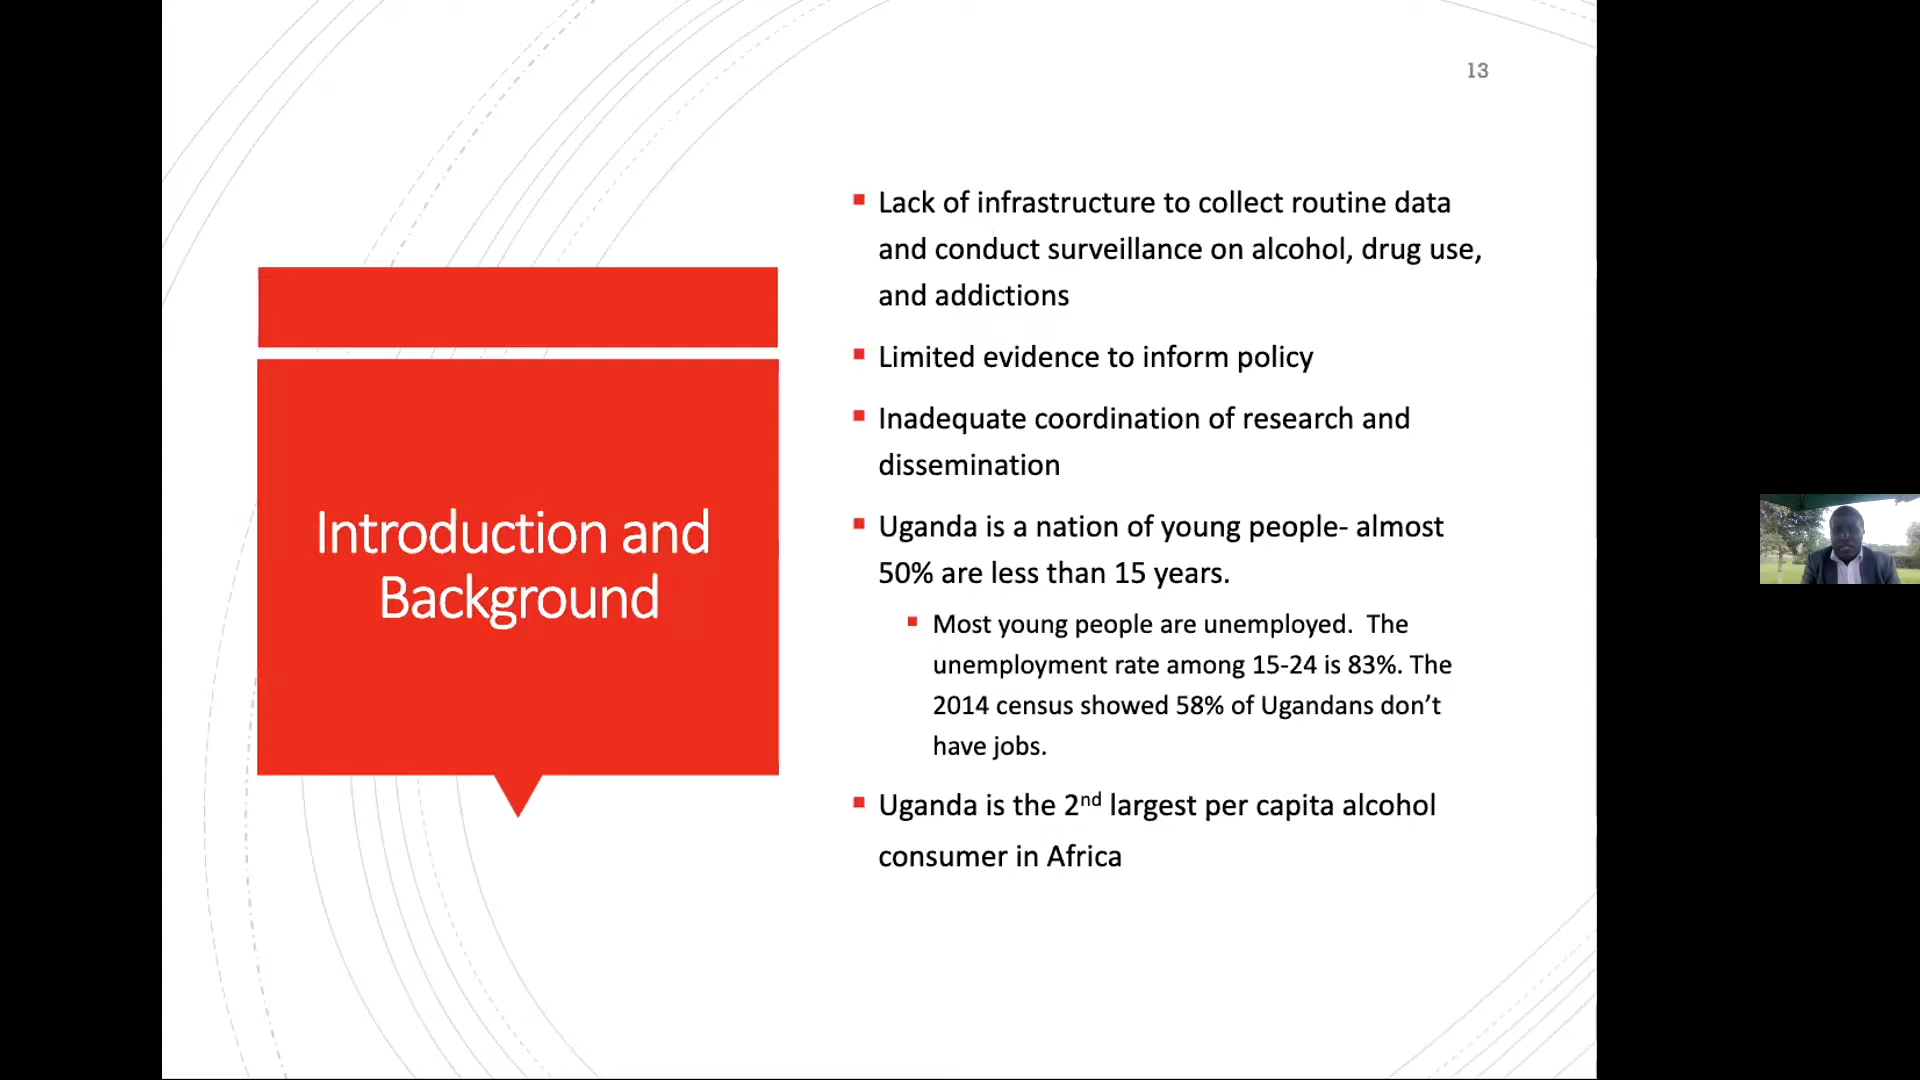 13
Introduction and
Background
Lack of infrastructure to collect routine data
and conduct surveillance on alcohol, drug use,
and addictions
Limited evidence to inform policy
Inadequate coordination of research and
dissemination
Uganda is a nation of young people- almost
50% are less than 15 years.
Most young people are unemployed.  The
unemployment rate among 15-24 is 83%. The
2014 census showed 58% of Ugandans don’t
have jobs.
Uganda is the 2nd largest per capita alcohol
consumer in Africa